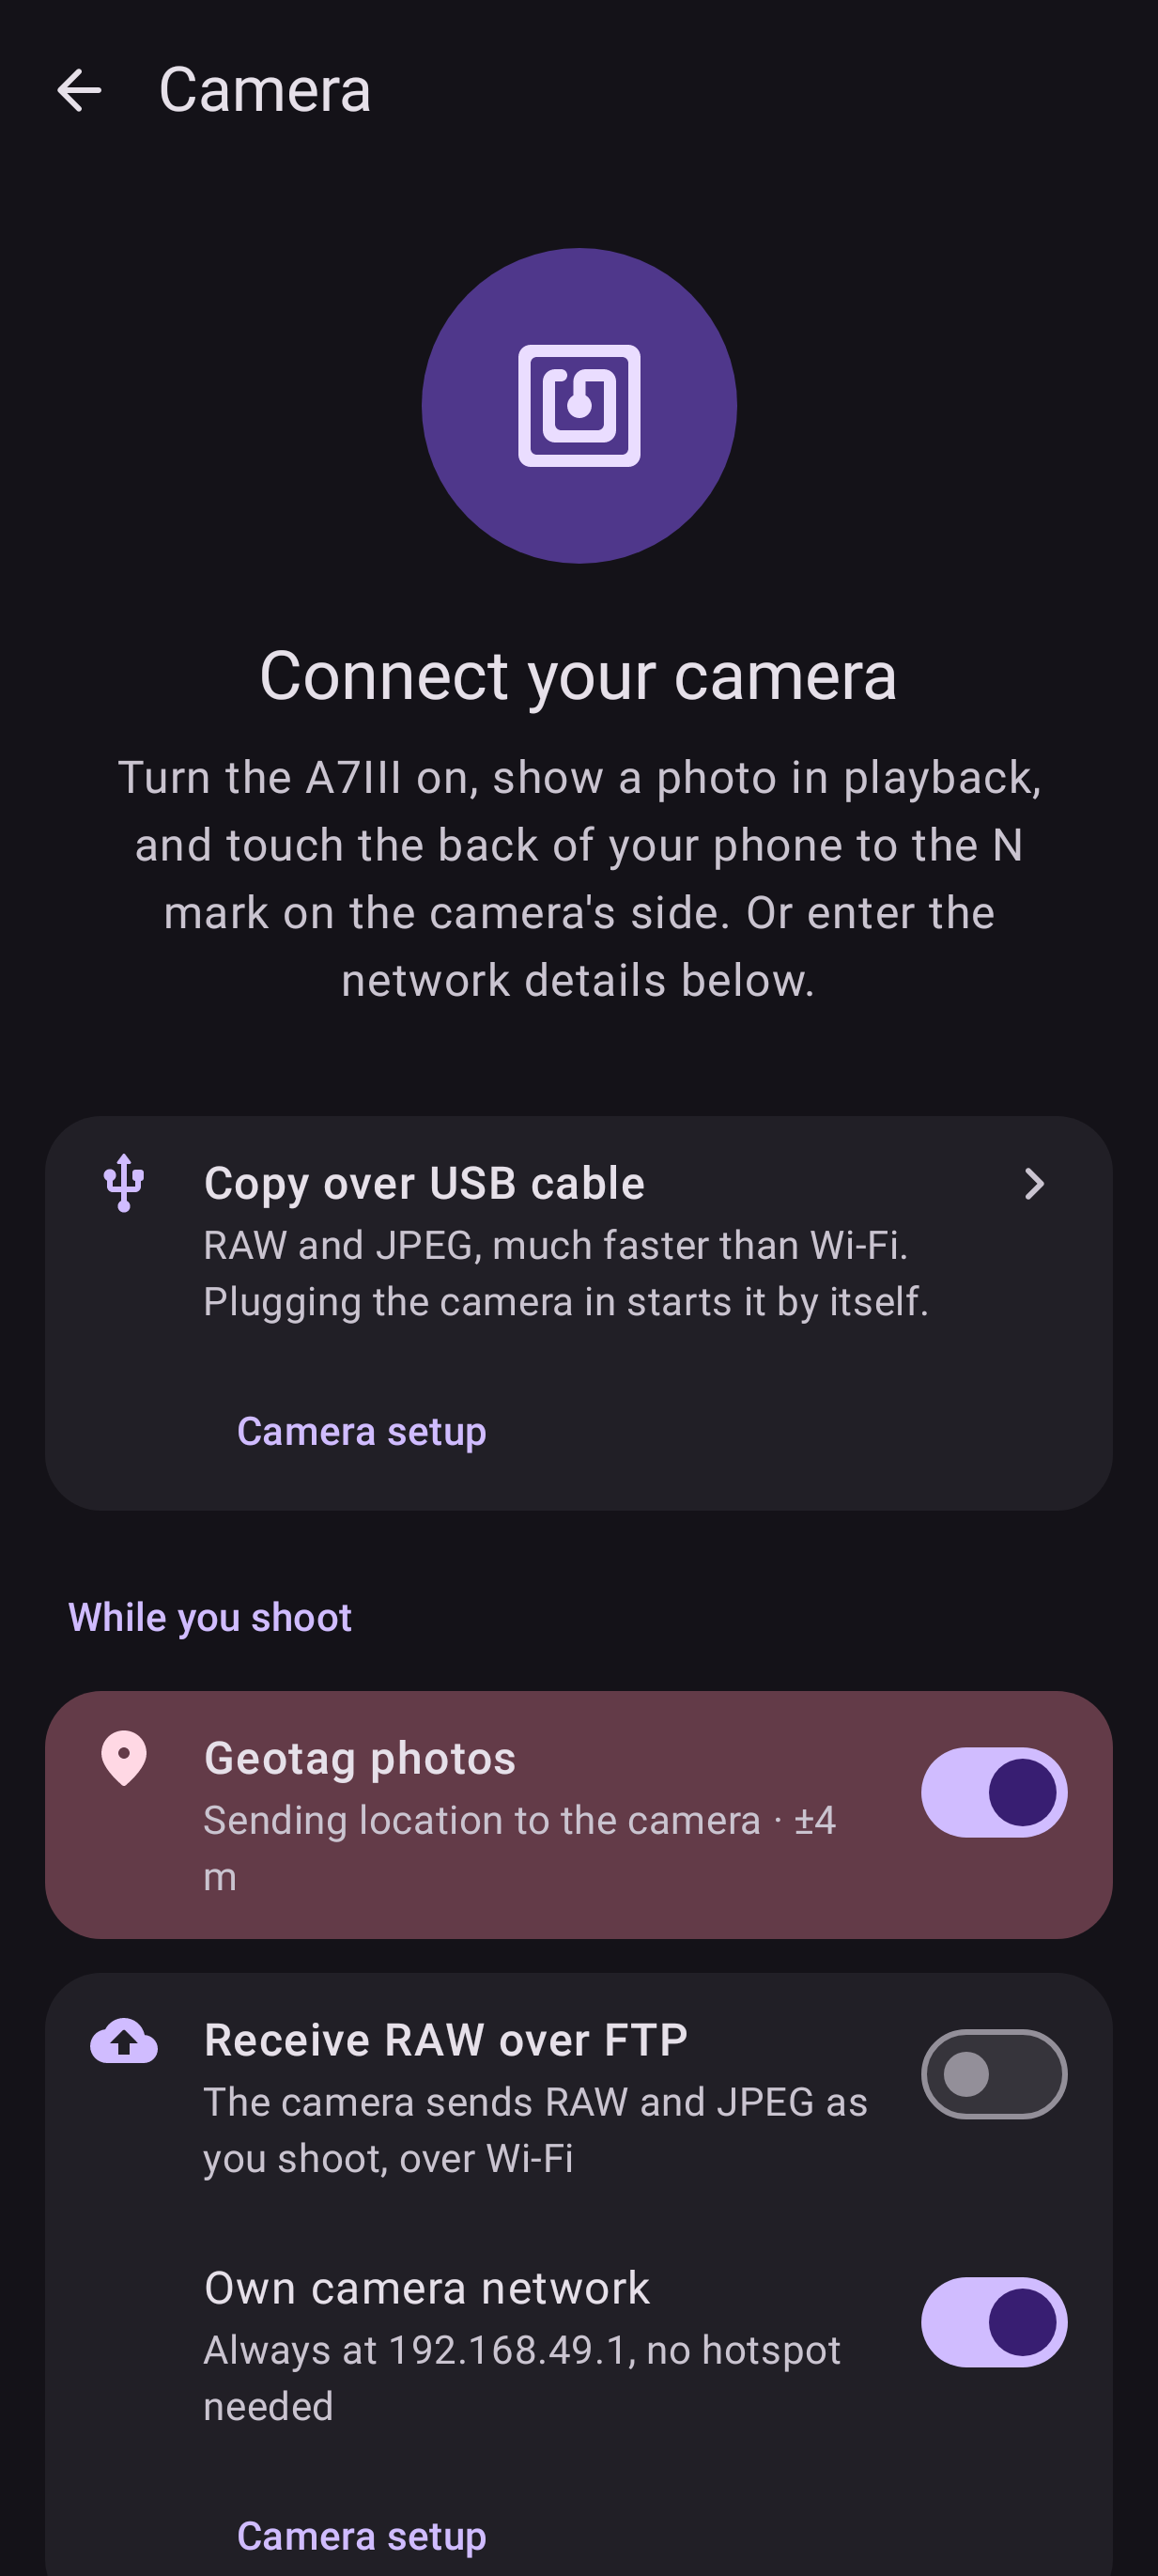 Camera
Connect your camera
Turn the A7III on, show a photo in playback,
and touch the back of your phone to the N
mark on the camera's side. Or enter the
network details below.
Copy over USB cable
RAW and JPEG, much faster than Wi-Fi.
Plugging the camera in starts it by itself.
Camera setup
While you shoot
Geotag photos
Sending location to the camera · ±4
m
Receive RAW over FTP
The camera sends RAW and JPEG as
you shoot, over Wi-Fi
Own camera network
Always at 192.168.49.1, no hotspot
needed
Camera setup